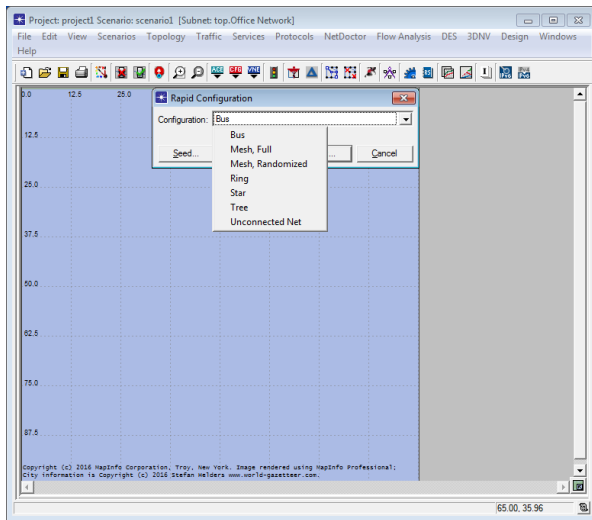 Project: project1 Scenario: scenario1 [Subnet: top.Office Network]
File Edit View Scenarios Topology Traffic Services Protocols NetDoctor Flow Analysis DES 3DNV Design Windows
Help
0.0 12.5 25.0
Rapid Configuration
Configuration: Bus
12.5
Bus
Mesh, Full
Seed... ... Cancel
Mesh, Randomized
Ring
25.0
Star
Tree
Unconnected Net
37.5
50.0
62.5
75.0
87.5
Copyright (c) 2016 MapInfo Corporation, Troy, New York. Image rendered using MapInfo Professional;
City information is Copyright (c) 2016 Stefan Helders www.world-gazetteer.com.
65.00, 35.96